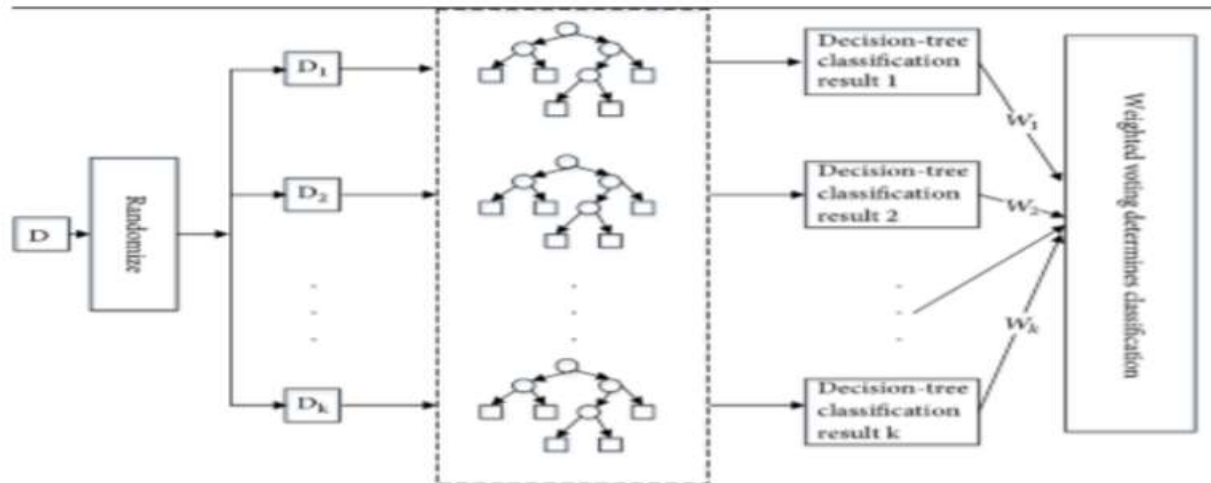 D
Randomize
D₁
D₂
Dₖ
Decision-tree
classification
result 1
Decision-tree
classification
result 2
Decision-tree
classification
result k
W₁
W₂
Wₖ
Weighted voting determines classification